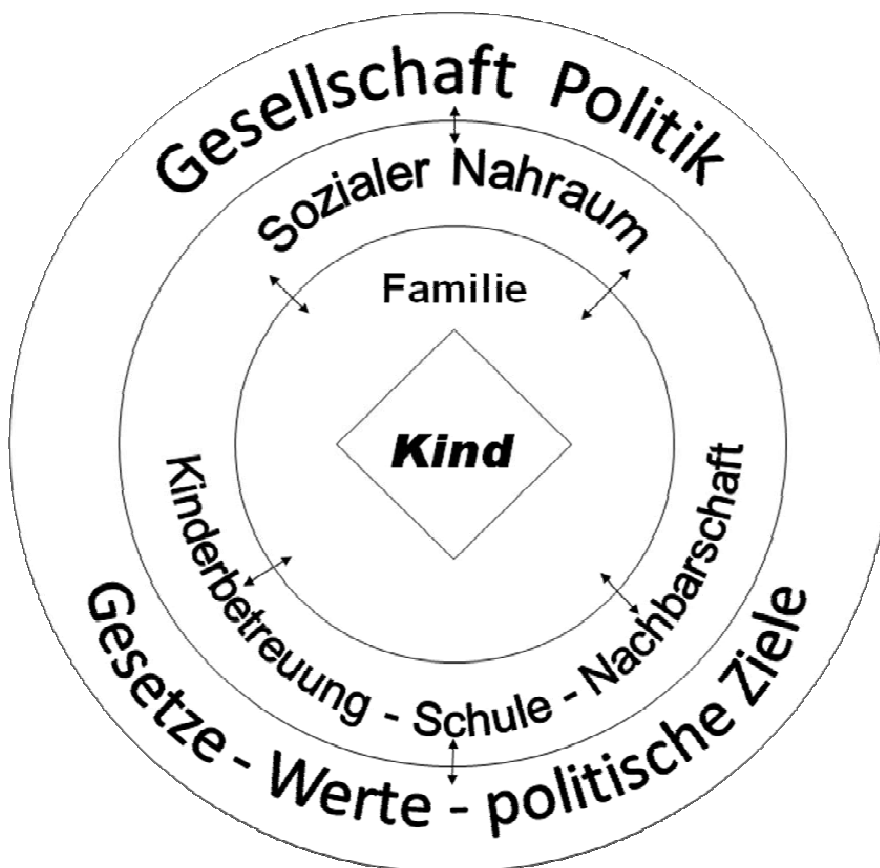 Gesellschaft Politik
Sozialer Nahraum
Familie
Kind
Kinderbetreuung - Schule - Nachbarschaft
Gesetze - Werte - politische Ziele